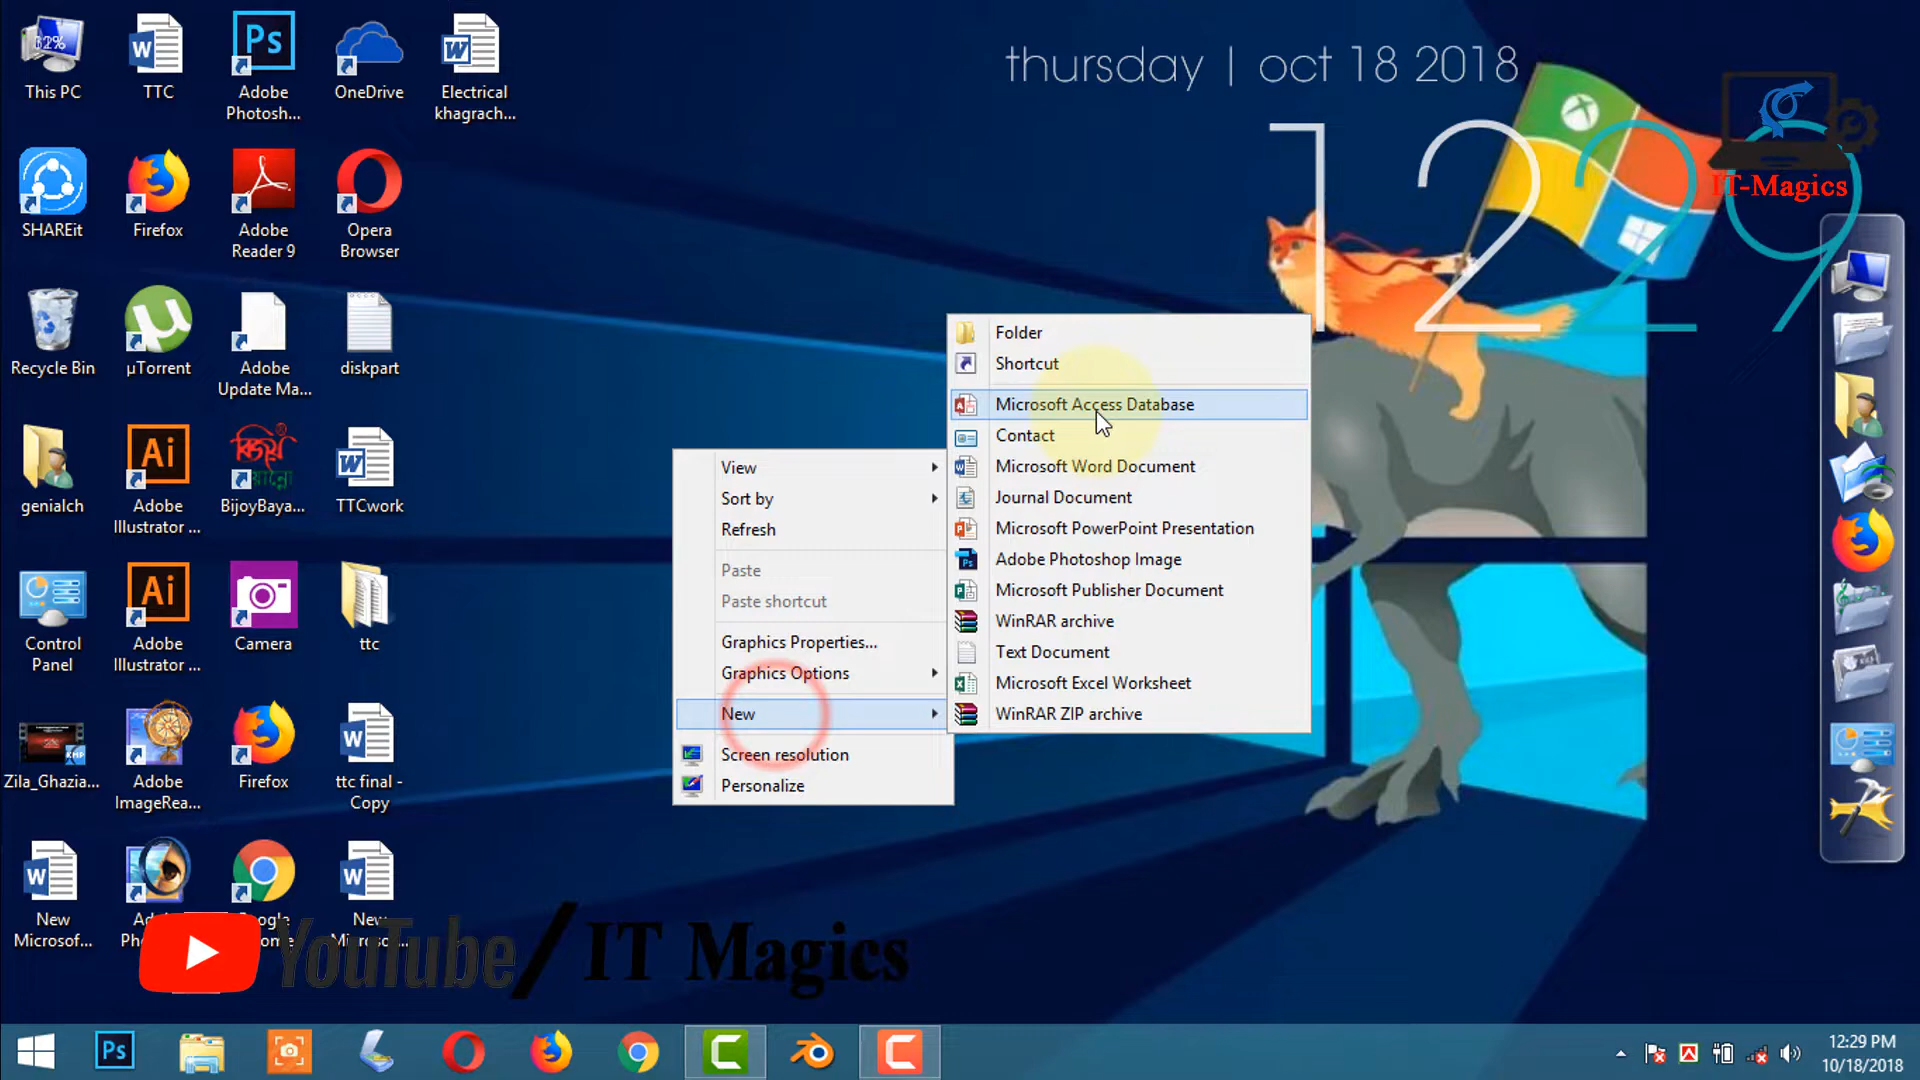 thursday | oct 18 2018
1229
IT-Magics
32%
This PC
TTC
Adobe
Photosh...
OneDrive
Electrical
khagrach...
SHAREit
Firefox
Adobe
Reader 9
Opera
Browser
Recycle Bin
µTorrent
Adobe
Update Ma...
diskpart
genialch
Adobe
Illustrator ...
BijoyBaya...
TTCwork
Control
Panel
Adobe
Illustrator ...
Camera
ttc
Zila_Ghazia...
Adobe
ImageRea...
Firefox
ttc final -
Copy
New
Microsof...
New
View
Sort by
Refresh
Paste
Paste shortcut
Graphics Properties...
Graphics Options
New
Screen resolution
Personalize
Folder
Shortcut
Microsoft Access Database
Contact
Microsoft Word Document
Journal Document
Microsoft PowerPoint Presentation
Adobe Photoshop Image
Microsoft Publisher Document
WinRAR archive
Text Document
Microsoft Excel Worksheet
WinRAR ZIP archive
YouTube/IT Magics
12:29 PM
10/18/2018